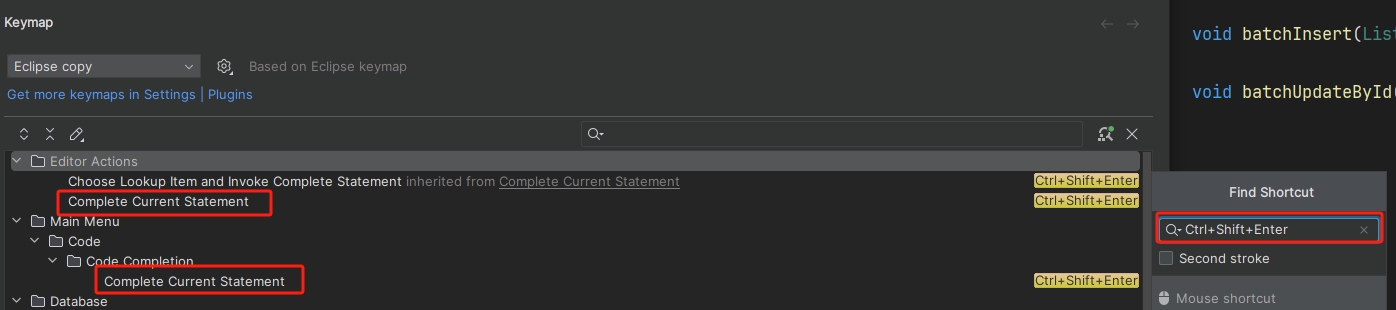 Keymap
void batchInsert(List
Eclipse copy
Based on Eclipse keymap
void batchUpdateById(
Get more keymaps in Settings | Plugins
Editor Actions
Choose Lookup Item and Invoke Complete Statement inherited from Complete Current Statement Ctrl+Shift+Enter
Complete Current Statement Ctrl+Shift+Enter
Main Menu
Code
Code Completion
Complete Current Statement Ctrl+Shift+Enter
Database
Find Shortcut
Ctrl+Shift+Enter
Second stroke
Mouse shortcut